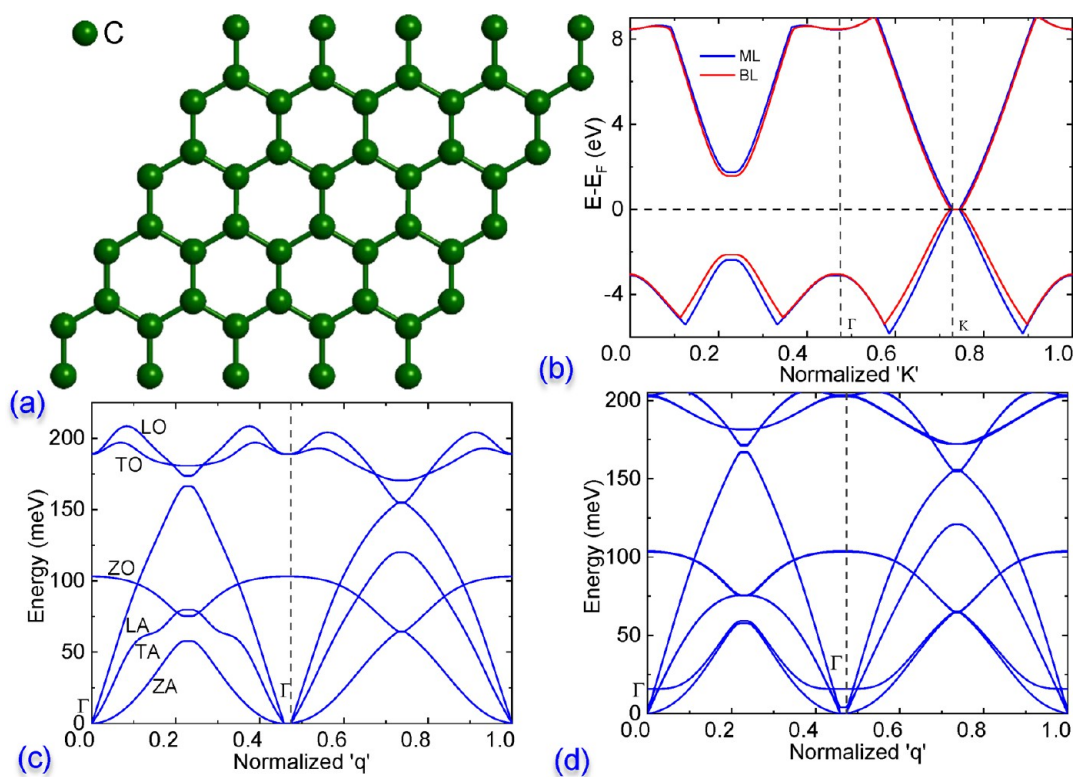 C
(a)
8
4
0
-4
E-E_F (eV)
ML
BL
Γ
K
0.0 0.2 0.4 0.6 0.8 1.0
Normalized 'K'
(b)
200
150
100
50
0
Energy (meV)
LO
TO
ZO
LA
TA
ZA
Γ
Γ
0.0 0.2 0.4 0.6 0.8 1.0
Normalized 'q'
(c)
200
150
100
50
0
Energy (meV)
Γ
Γ
0.0 0.2 0.4 0.6 0.8 1.0
Normalized 'q'
(d)